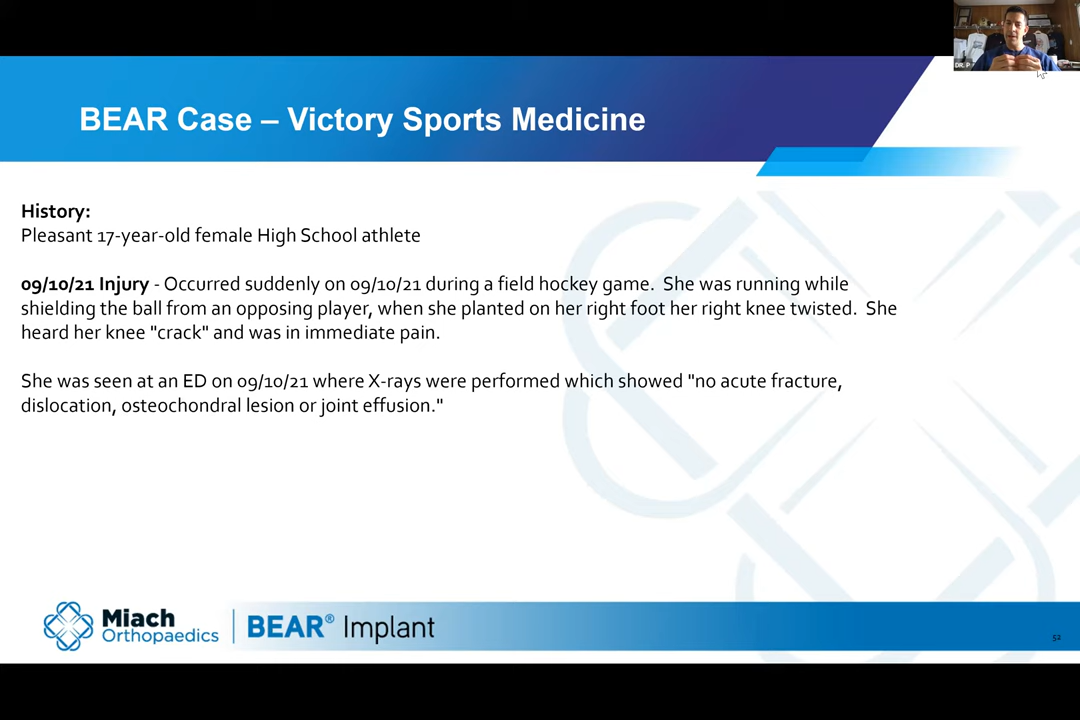 DR. P
BEAR Case – Victory Sports Medicine
History:
Pleasant 17-year-old female High School athlete
09/10/21 Injury - Occurred suddenly on 09/10/21 during a field hockey game.  She was running while
shielding the ball from an opposing player, when she planted on her right foot her right knee twisted.  She
heard her knee "crack" and was in immediate pain.
She was seen at an ED on 09/10/21 where X-rays were performed which showed "no acute fracture,
dislocation, osteochondral lesion or joint effusion."
Miach
Orthopaedics
BEAR® Implant
52